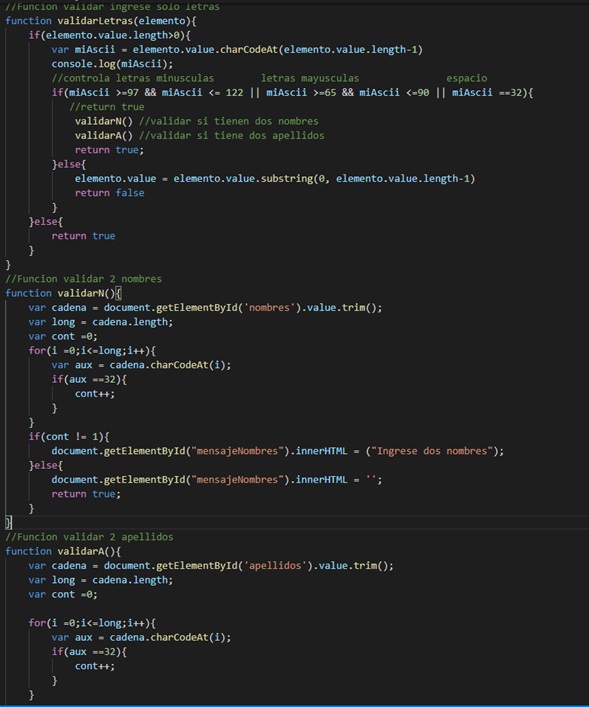 //Funcion validar ingrese solo letras
function validarLetras(elemento){
    if(elemento.value.length>0){
        var miAscii = elemento.value.charCodeAt(elemento.value.length-1)
        console.log(miAscii);
        //controla letras minusculas        letras mayusculas                espacio
        if(miAscii >=97 && miAscii <= 122 || miAscii >=65 && miAscii <=90 || miAscii ==32){
           //return true
            validarN() //validar si tienen dos nombres
            validarA() //validar si tiene dos apellidos
            return true;
        }else{
            elemento.value = elemento.value.substring(0, elemento.value.length-1)
            return false
        }
    }else{
        return true
    }
}
//Funcion validar 2 nombres
function validarN(){
    var cadena = document.getElementById('nombres').value.trim();
    var long = cadena.length;
    var cont =0;
    for(i =0;i<=long;i++){
        var aux = cadena.charCodeAt(i);
        if(aux ==32){
            cont++;
        }
    }
    if(cont != 1){
        document.getElementById("mensajeNombres").innerHTML = ("Ingrese dos nombres");
    }else{
        document.getElementById("mensajeNombres").innerHTML = '';
        return true;
    }
}
//Funcion validar 2 apellidos
function validarA(){
    var cadena = document.getElementById('apellidos').value.trim();
    var long = cadena.length;
    var cont =0;

    for(i =0;i<=long;i++){
        var aux = cadena.charCodeAt(i);
        if(aux ==32){
            cont++;
        }
    }